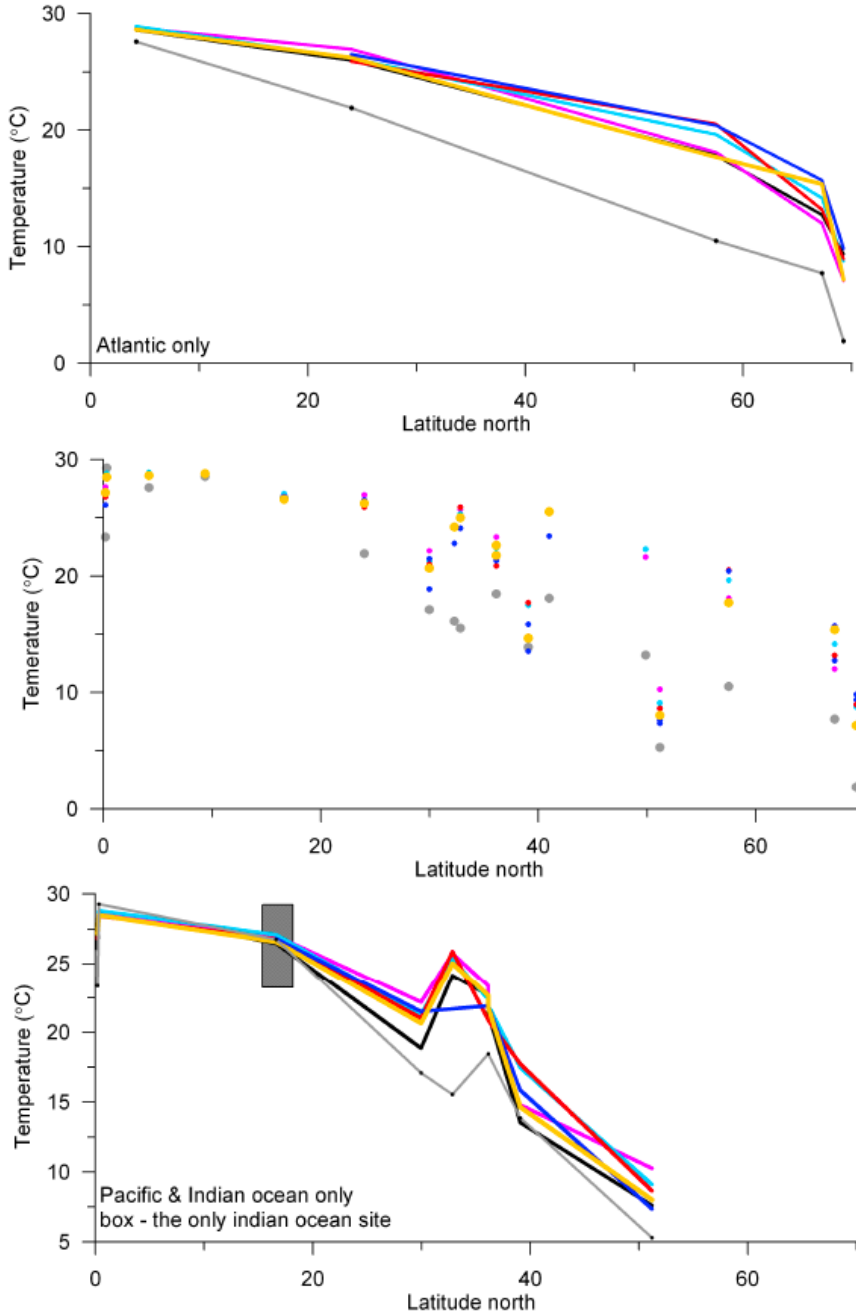 30
20
10
0
Temperature (°C)
Atlantic only
0
20
40
60
Latitude north
30
20
10
0
Temerature (°C)
0
20
40
60
Latitude north
30
25
20
15
10
5
Temperature (°C)
Pacific & Indian ocean only
box - the only indian ocean site
0
20
40
60
Latitude north